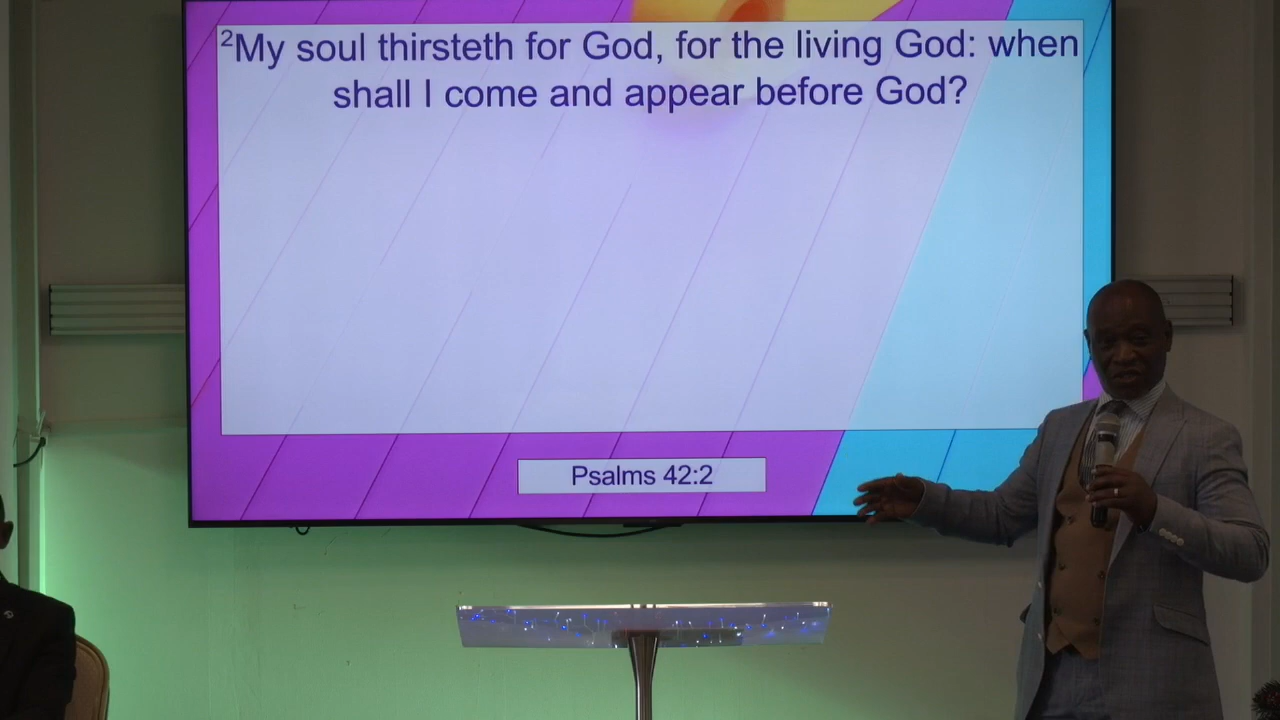 ²My soul thirsteth for God, for the living God: when
shall I come and appear before God?
Psalms 42:2